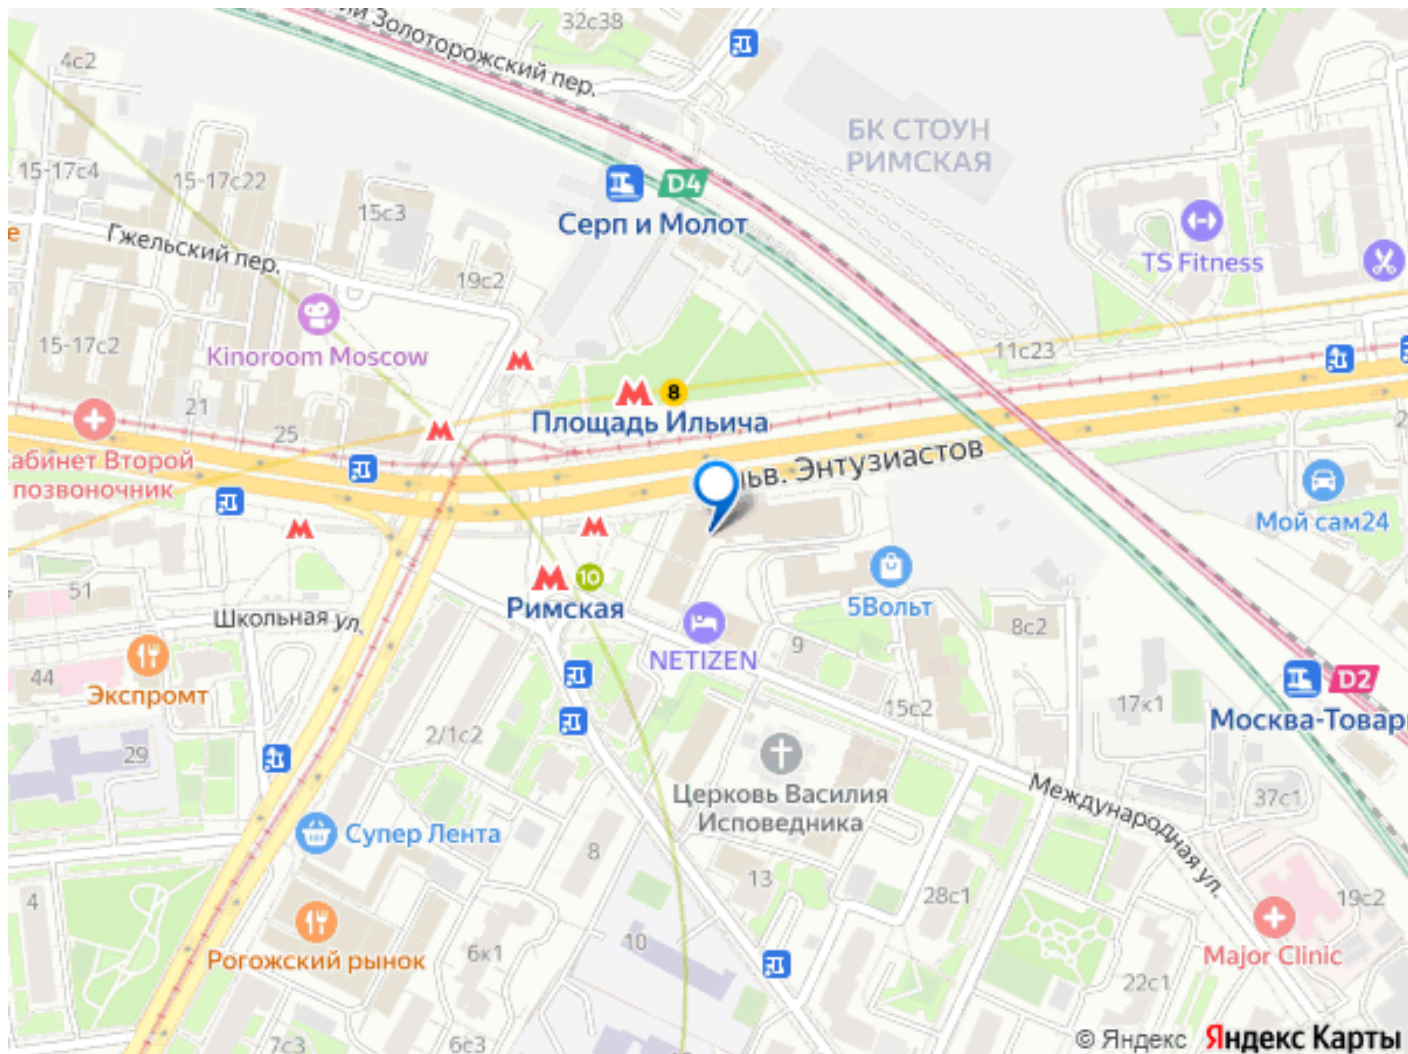 32с38
Золоторожский пер.
4с2
БК СТОУН
РИМСКАЯ
15-17с4
15-17с22
15с3
D4
Серп и Молот
Гжельский пер.
19с2
TS Fitness
15-17с2
Kinoroom Moscow
11с23
М
М
8
Площадь Ильича
21
25
М
абинет Второй
позвоночник
ьв. Энтузиастов
Мой сам24
М
М
М
10
Римская
51
Школьная ул.
5Вольт
8с2
NETIZEN
9
44
Экспромт
D2
Москва-Товар
17к1
15с2
2/1с2
29
Церковь Василия
Исповедника
Международная ул.
37с1
Супер Лента
8
13
28с1
19с2
4
Рогожский рынок
6к1
10
Major Clinic
22с1
7с3
6с3
© Яндекс Яндекс Карты